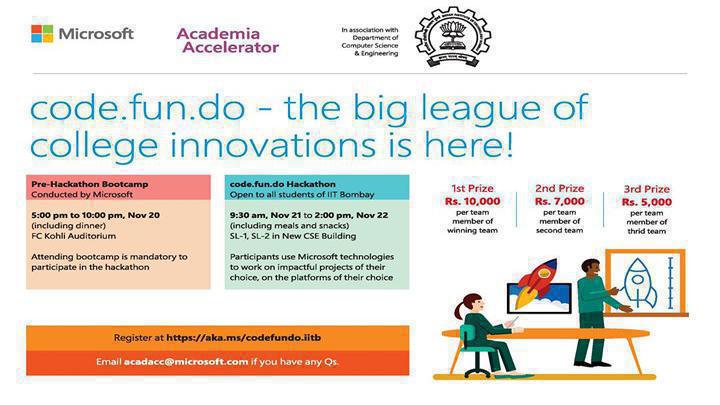 Microsoft
Academia
Accelerator
In association with
Department of
Computer Science
& Engineering
code.fun.do - the big league of
college innovations is here!
Pre-Hackathon Bootcamp
Conducted by Microsoft
5:00 pm to 10:00 pm, Nov 20
(including dinner)
FC Kohli Auditorium
Attending bootcamp is mandatory to
participate in the hackathon
code.fun.do Hackathon
Open to all students of IIT Bombay
9:30 am, Nov 21 to 2:00 pm, Nov 22
(including meals and snacks)
SL-1, SL-2 in New CSE Building
Participants use Microsoft technologies
to work on impactful projects of their
choice, on the platforms of their choice
1st Prize
Rs. 10,000
per team
member of
winning team
2nd Prize
Rs. 7,000
per team
member of
second team
3rd Prize
Rs. 5,000
per team
member of
thrid team
Register at https://aka.ms/codefundo.iitb
Email acadacc@microsoft.com if you have any Qs.